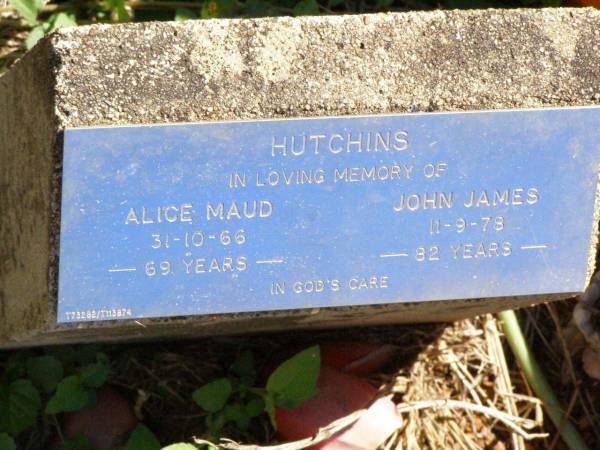 HUTCHINS
IN LOVING MEMORY OF
ALICE MAUD
31-10-66
— 69 YEARS —
JOHN JAMES
11-9-78
— 82 YEARS —
IN GOD'S CARE
T73282/T113874